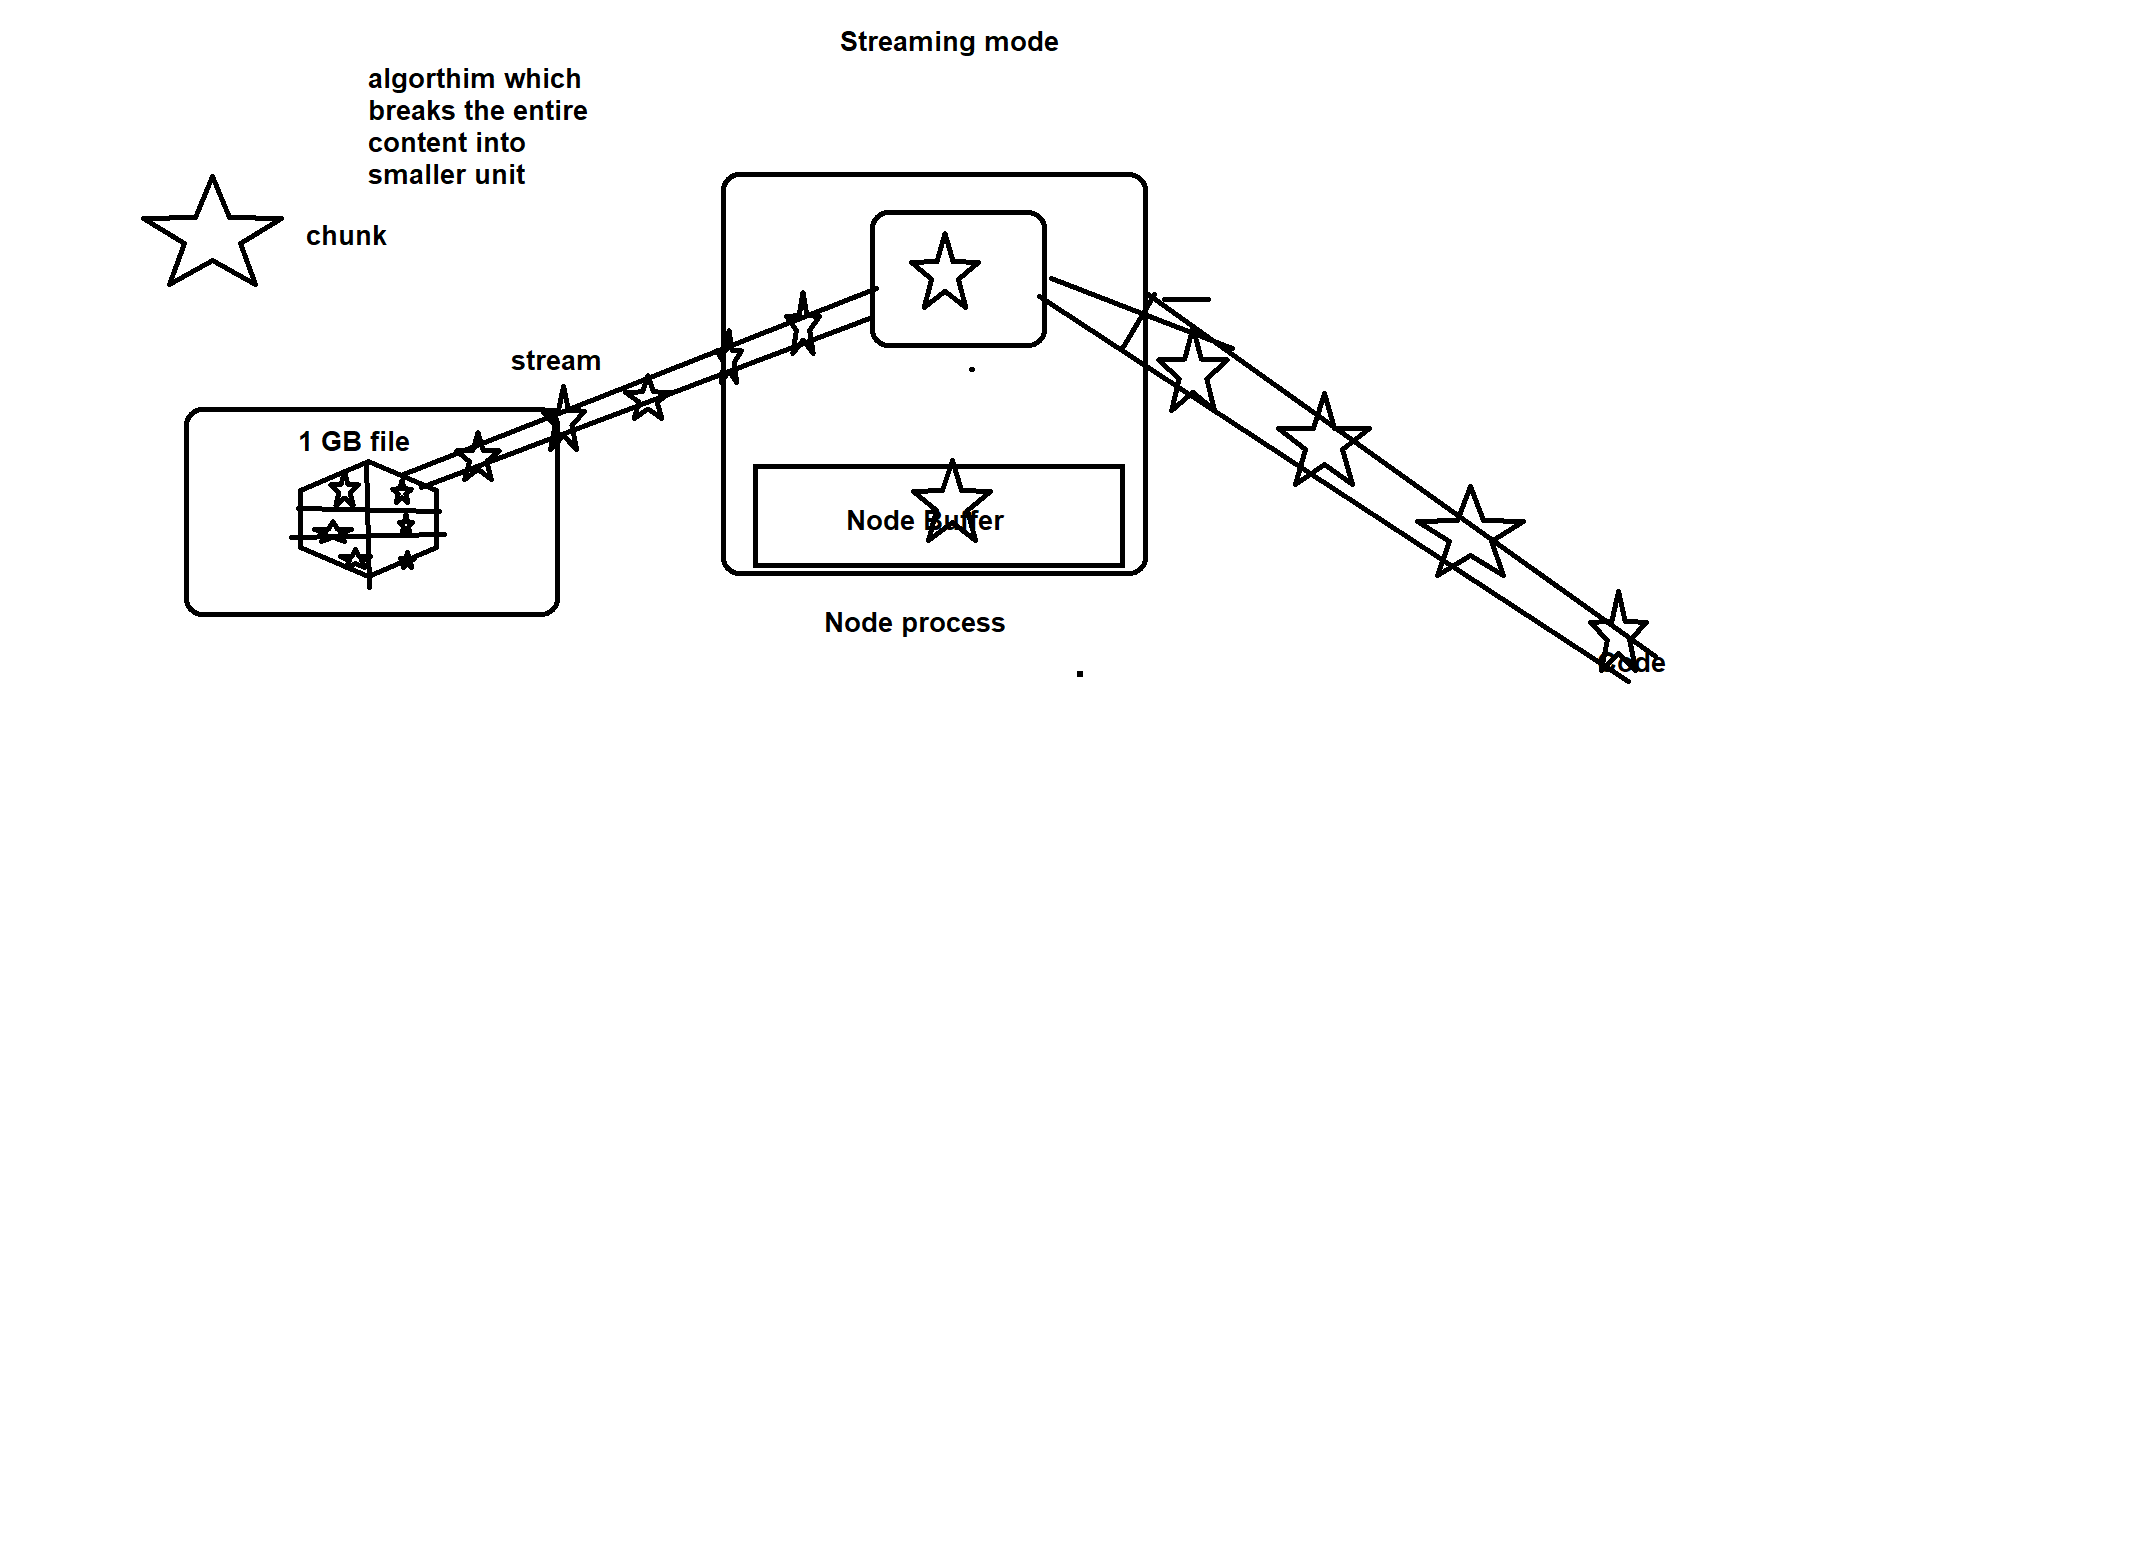 Streaming mode
algorthim which
breaks the entire
content into
smaller unit
chunk
stream
1 GB file
Node Buffer
Node process
Code